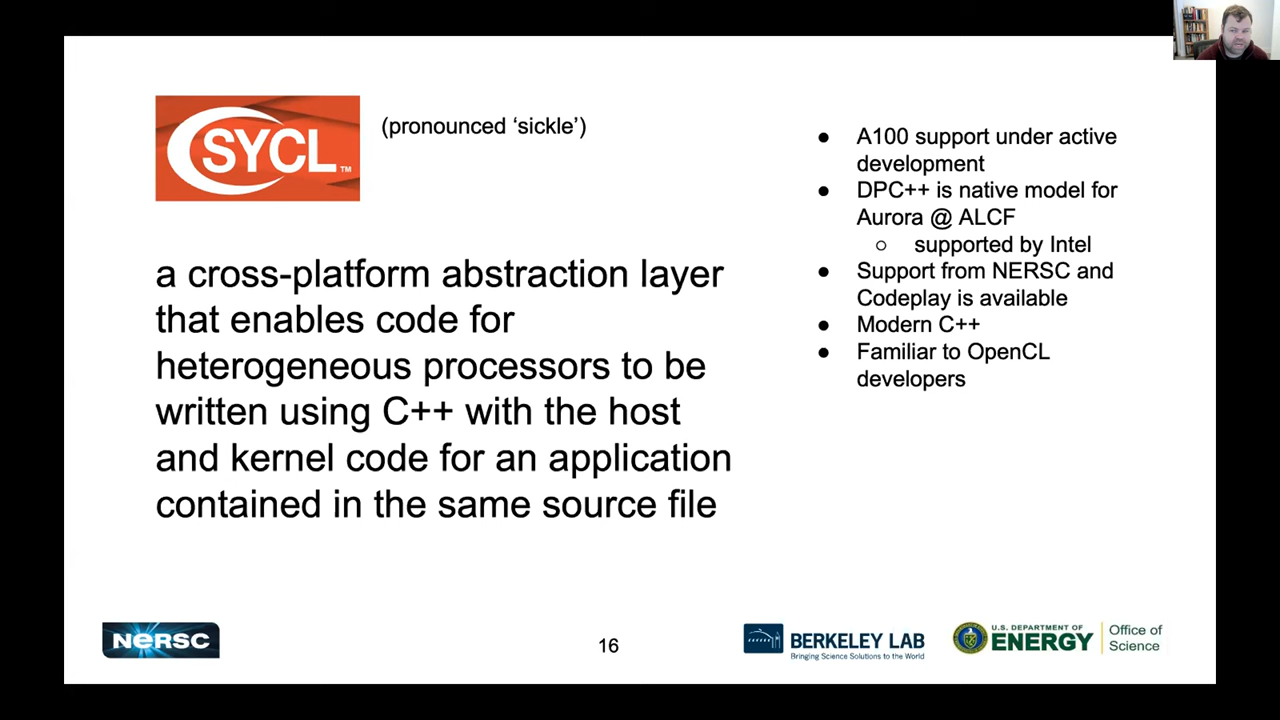 SYCL™
(pronounced ‘sickle’)
a cross-platform abstraction layer
that enables code for
heterogeneous processors to be
written using C++ with the host
and kernel code for an application
contained in the same source file
● A100 support under active
development
● DPC++ is native model for
Aurora @ ALCF
○ supported by Intel
● Support from NERSC and
Codeplay is available
● Modern C++
● Familiar to OpenCL
developers
NERSC
16
BERKELEY LAB
Bringing Science Solutions to the World
U.S. DEPARTMENT OF
ENERGY
Office of
Science